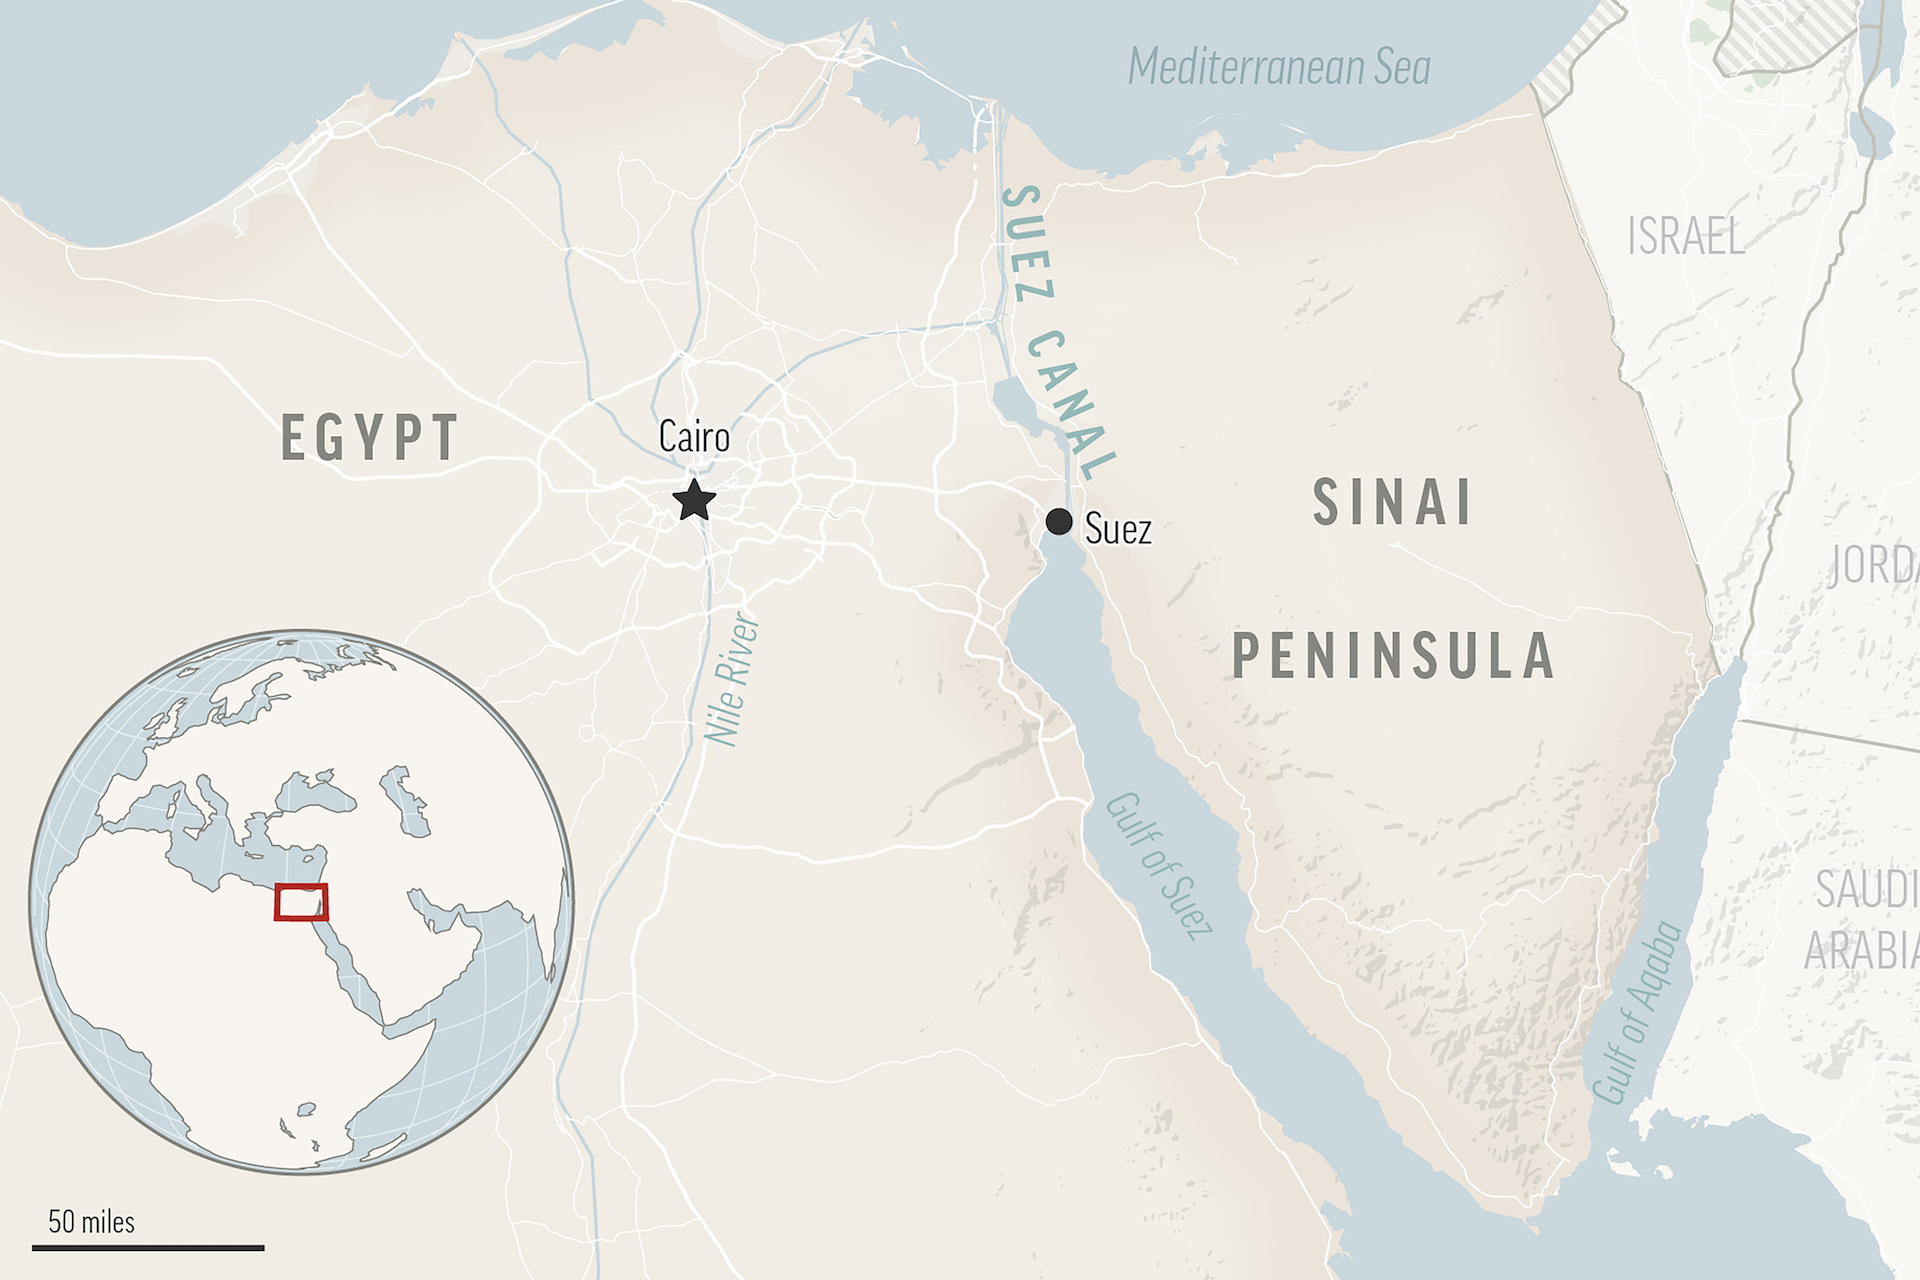 Mediterranean Sea
SUEZ CANAL
ISRAEL
EGYPT
Cairo
SINAI
PENINSULA
Suez
JORDA
Nile River
Gulf of Suez
SAUDI
ARABIA
Gulf of Aqaba
50 miles